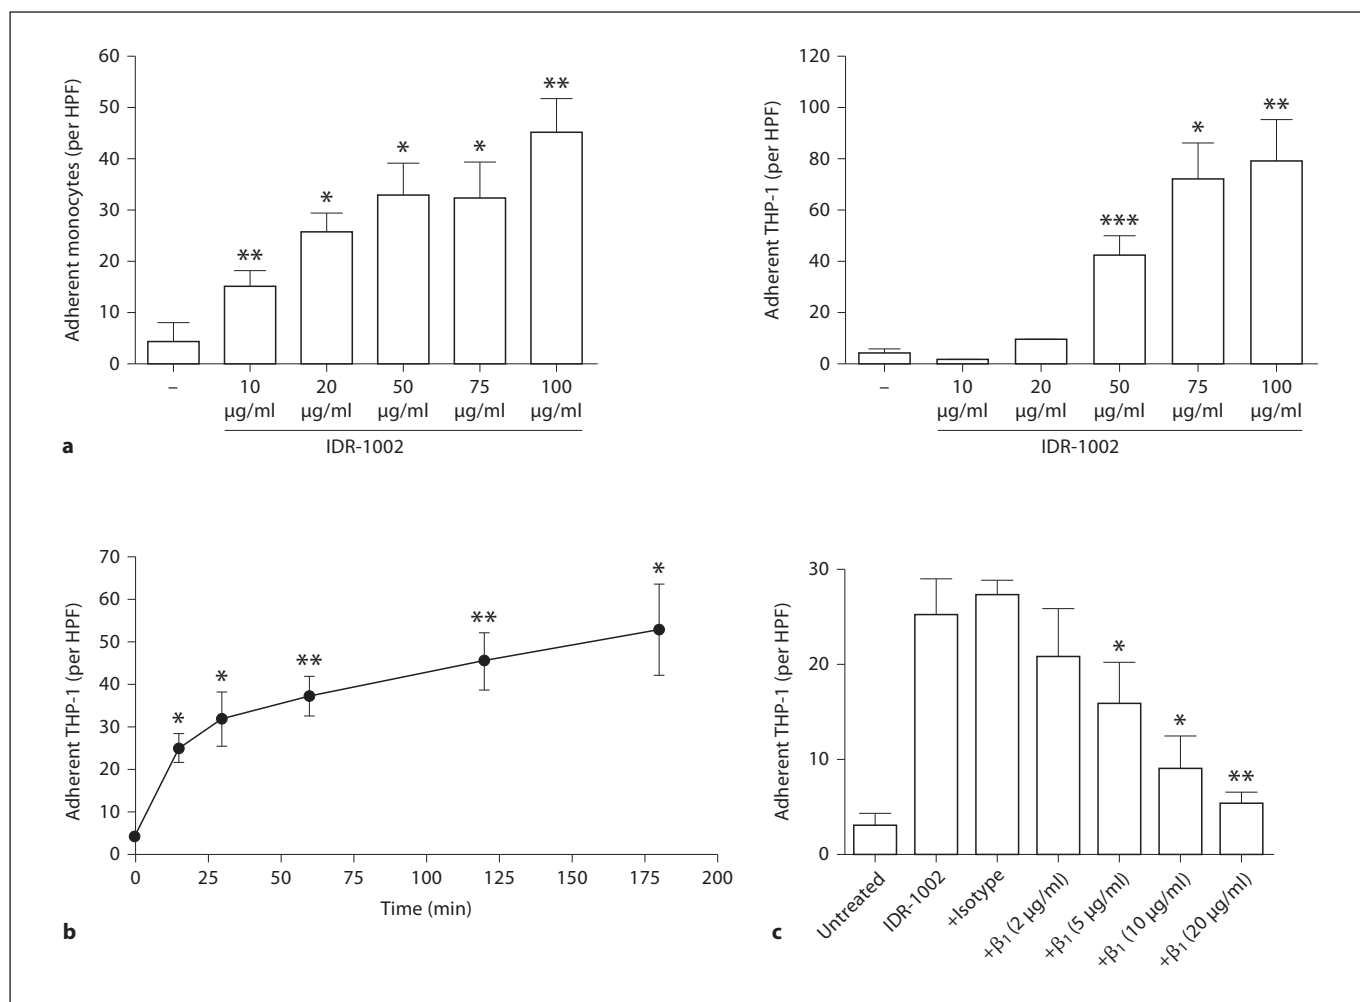 60
50
40
30
20
10
0
Adherent monocytes (per HPF)
**
*
*
*
**
– 10 20 50 75 100
µg/ml µg/ml µg/ml µg/ml µg/ml
IDR-1002
a
120
100
80
60
40
20
0
Adherent THP-1 (per HPF)
***
*
**
– 10 20 50 75 100
µg/ml µg/ml µg/ml µg/ml µg/ml
IDR-1002
70
60
50
40
30
20
10
0
Adherent THP-1 (per HPF)
*
*
**
**
*
0 25 50 75 100 125 150 175 200
Time (min)
b
30
20
10
0
Adherent THP-1 (per HPF)
*
*
**
Untreated
IDR-1002
+Isotype
+β1 (2 µg/ml)
+β1 (5 µg/ml)
+β1 (10 µg/ml)
+β1 (20 µg/ml)
c